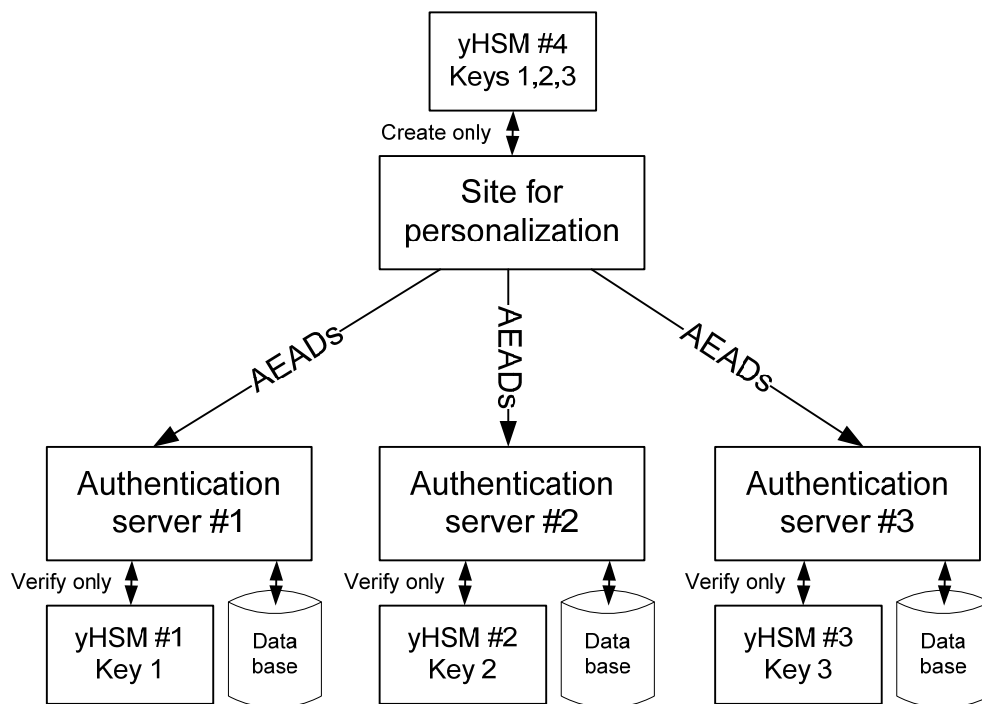 yHSM #4
Keys 1,2,3
Create only
Site for
personalization
AEADs
AEADs
AEADs
Authentication
server #1
Authentication
server #2
Authentication
server #3
Verify only
Verify only
Verify only
yHSM #1
Key 1
Data
base
yHSM #2
Key 2
Data
base
yHSM #3
Key 3
Data
base